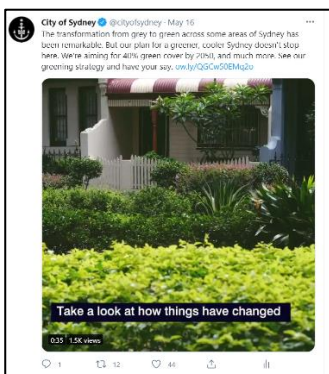 City of Sydney @cityofsydney · May 16
The transformation from grey to green across some areas of Sydney has
been remarkable. But our plan for a greener, cooler Sydney doesn't stop
here. We're aiming for 40% green cover by 2050, and much more. See our
greening strategy and have your say. ow.ly/QGCw50EMq2o
Take a look at how things have changed
0:35 1.5K views
1 12 44